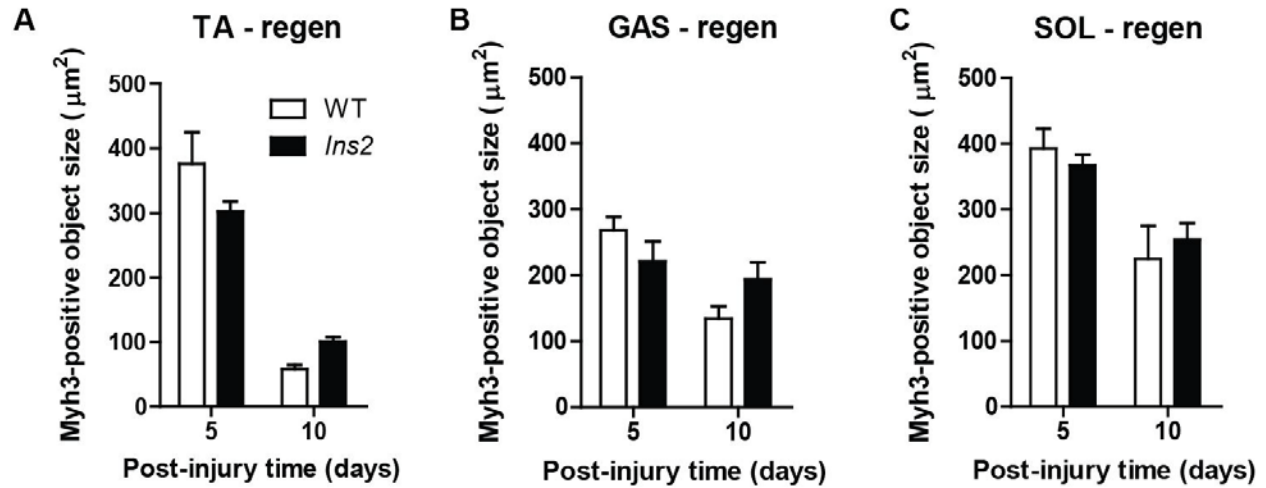 A
TA - regen
Myh3-positive object size ( μm²)
500
400
300
200
100
0
WT
Ins2
5
10
Post-injury time (days)
B
GAS - regen
Myh3-positive object size ( μm²)
500
400
300
200
100
0
5
10
Post-injury time (days)
C
SOL - regen
Myh3-positive object size ( μm²)
500
400
300
200
100
0
5
10
Post-injury time (days)